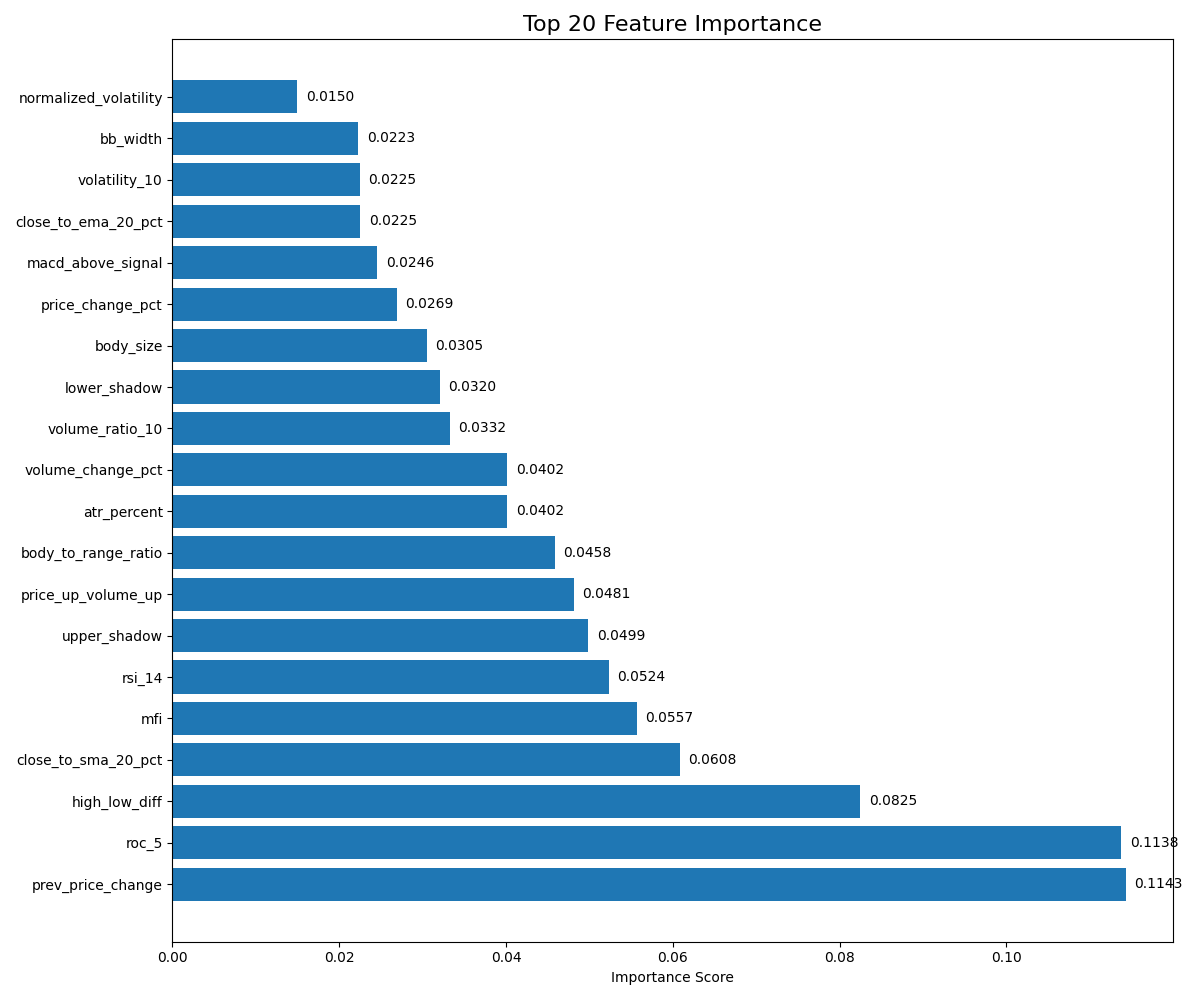 Top 20 Feature Importance
normalized_volatility 0.0150
bb_width 0.0223
volatility_10 0.0225
close_to_ema_20_pct 0.0225
macd_above_signal 0.0246
price_change_pct 0.0269
body_size 0.0305
lower_shadow 0.0320
volume_ratio_10 0.0332
volume_change_pct 0.0402
atr_percent 0.0402
body_to_range_ratio 0.0458
price_up_volume_up 0.0481
upper_shadow 0.0499
rsi_14 0.0524
mfi 0.0557
close_to_sma_20_pct 0.0608
high_low_diff 0.0825
roc_5 0.1138
prev_price_change 0.1143
0.00 0.02 0.04 0.06 0.08 0.10
Importance Score